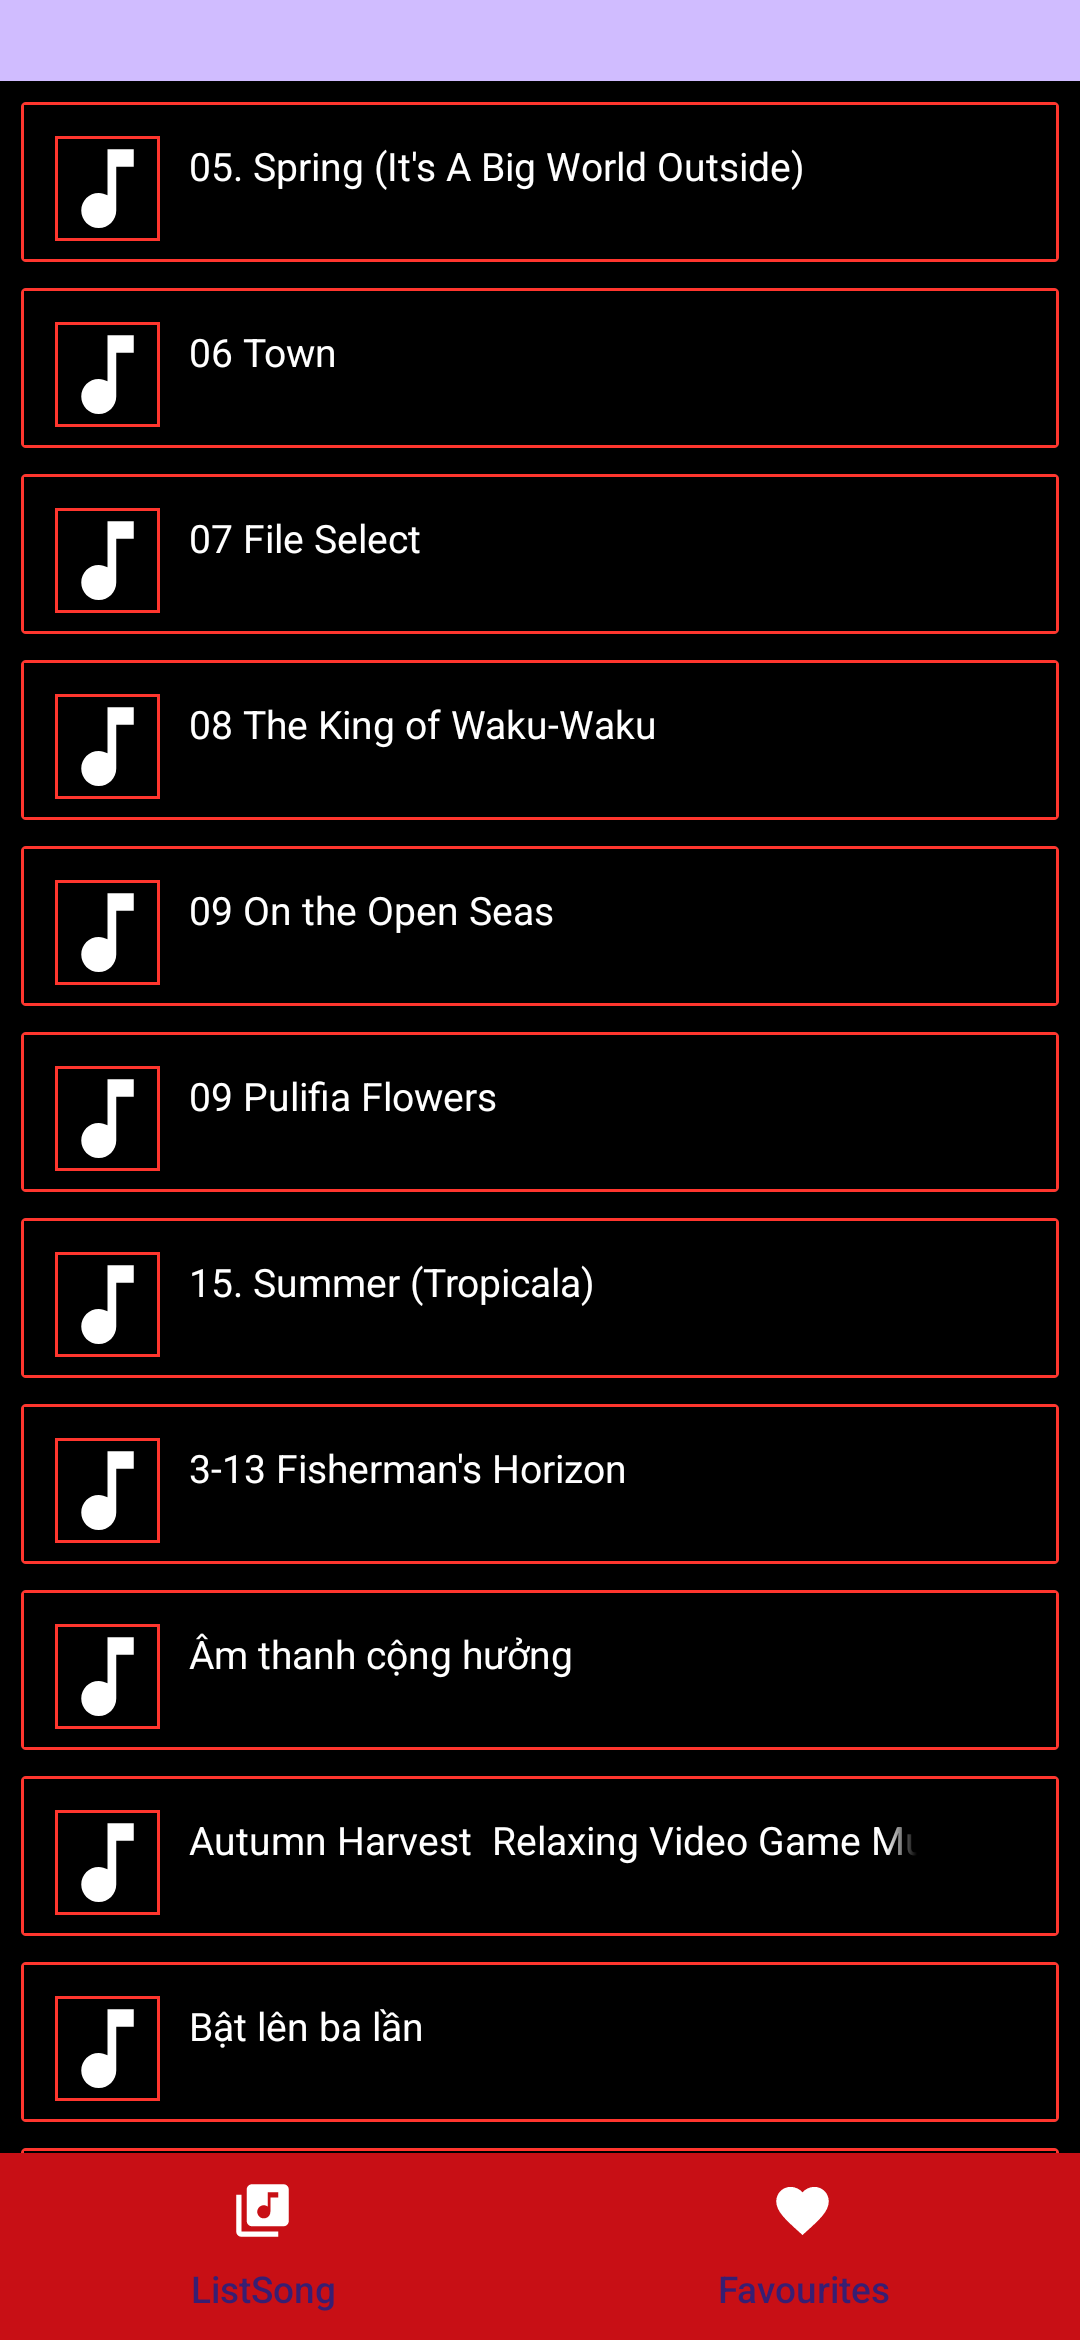 05. Spring (It's A Big World Outside)
06 Town
07 File Select
08 The King of Waku-Waku
09 On the Open Seas
09 Pulifia Flowers
15. Summer (Tropicala)
3-13 Fisherman's Horizon
Âm thanh cộng hưởng
Autumn Harvest  Relaxing Video Game
Bật lên ba lần
ListSong
Favourites